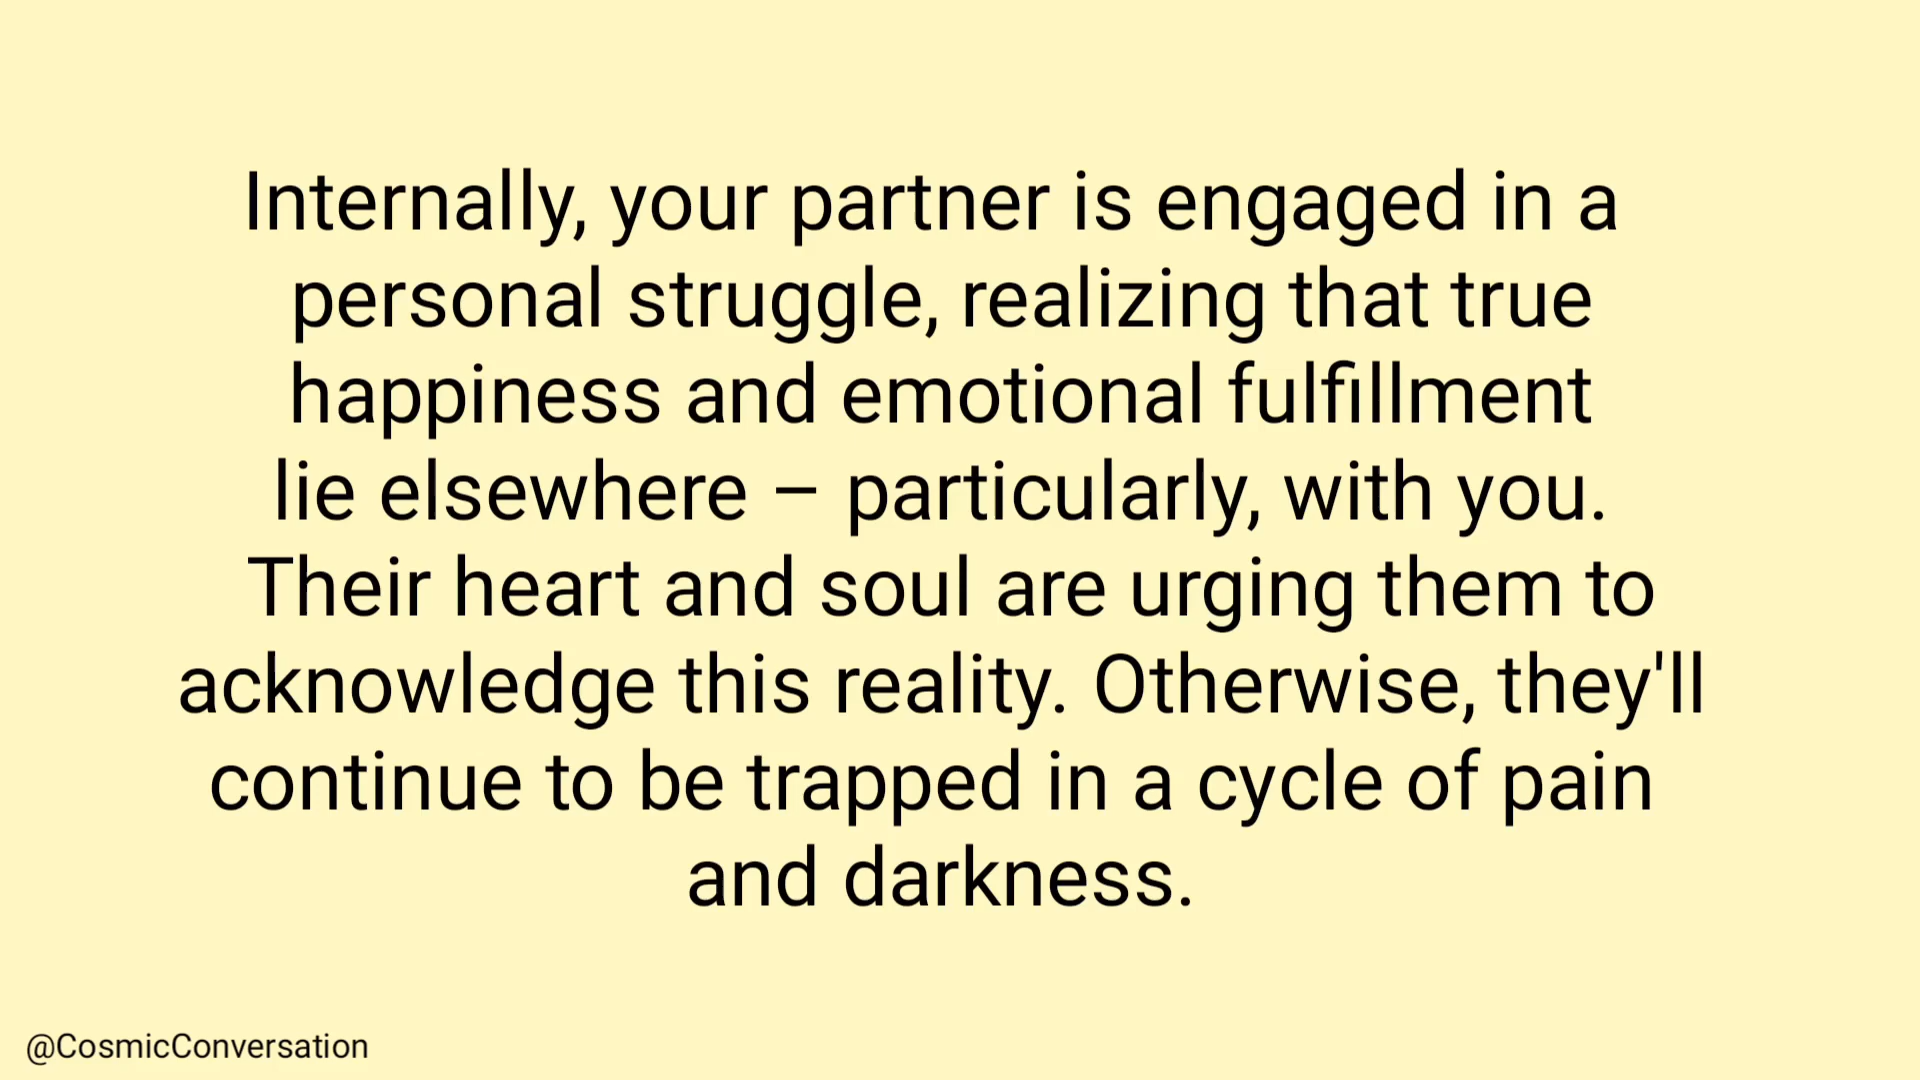 Internally, your partner is engaged in a
personal struggle, realizing that true
happiness and emotional fulfillment
lie elsewhere – particularly, with you.
Their heart and soul are urging them to
acknowledge this reality. Otherwise, they'll
continue to be trapped in a cycle of pain
and darkness.
@CosmicConversation